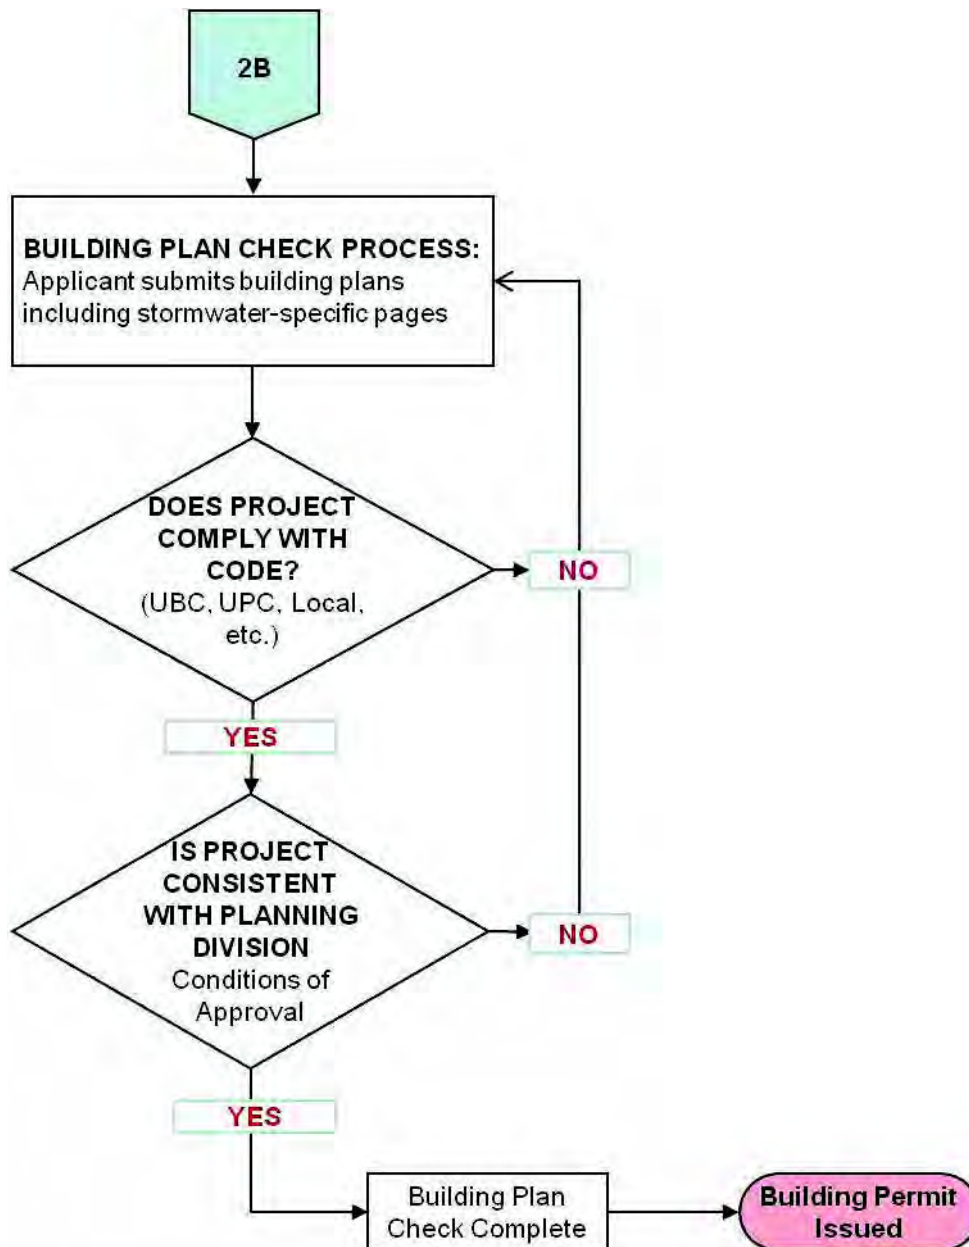 2B
BUILDING PLAN CHECK PROCESS:
Applicant submits building plans
including stormwater-specific pages
DOES PROJECT
COMPLY WITH
CODE?
(UBC, UPC, Local,
etc.)
NO
YES
IS PROJECT
CONSISTENT
WITH PLANNING
DIVISION
Conditions of
Approval
NO
YES
Building Plan
Check Complete
Building Permit
Issued